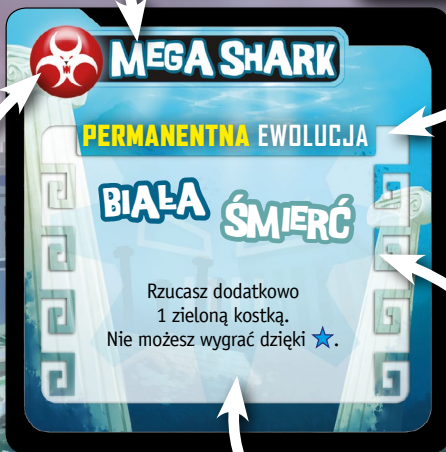 MEGA SHARK
PERMANENTNA EWOLUCJA
BIAŁA ŚMIERĆ
Rzucasz dodatkowo
1 zieloną kostką.
Nie możesz wygrać dzięki ★.